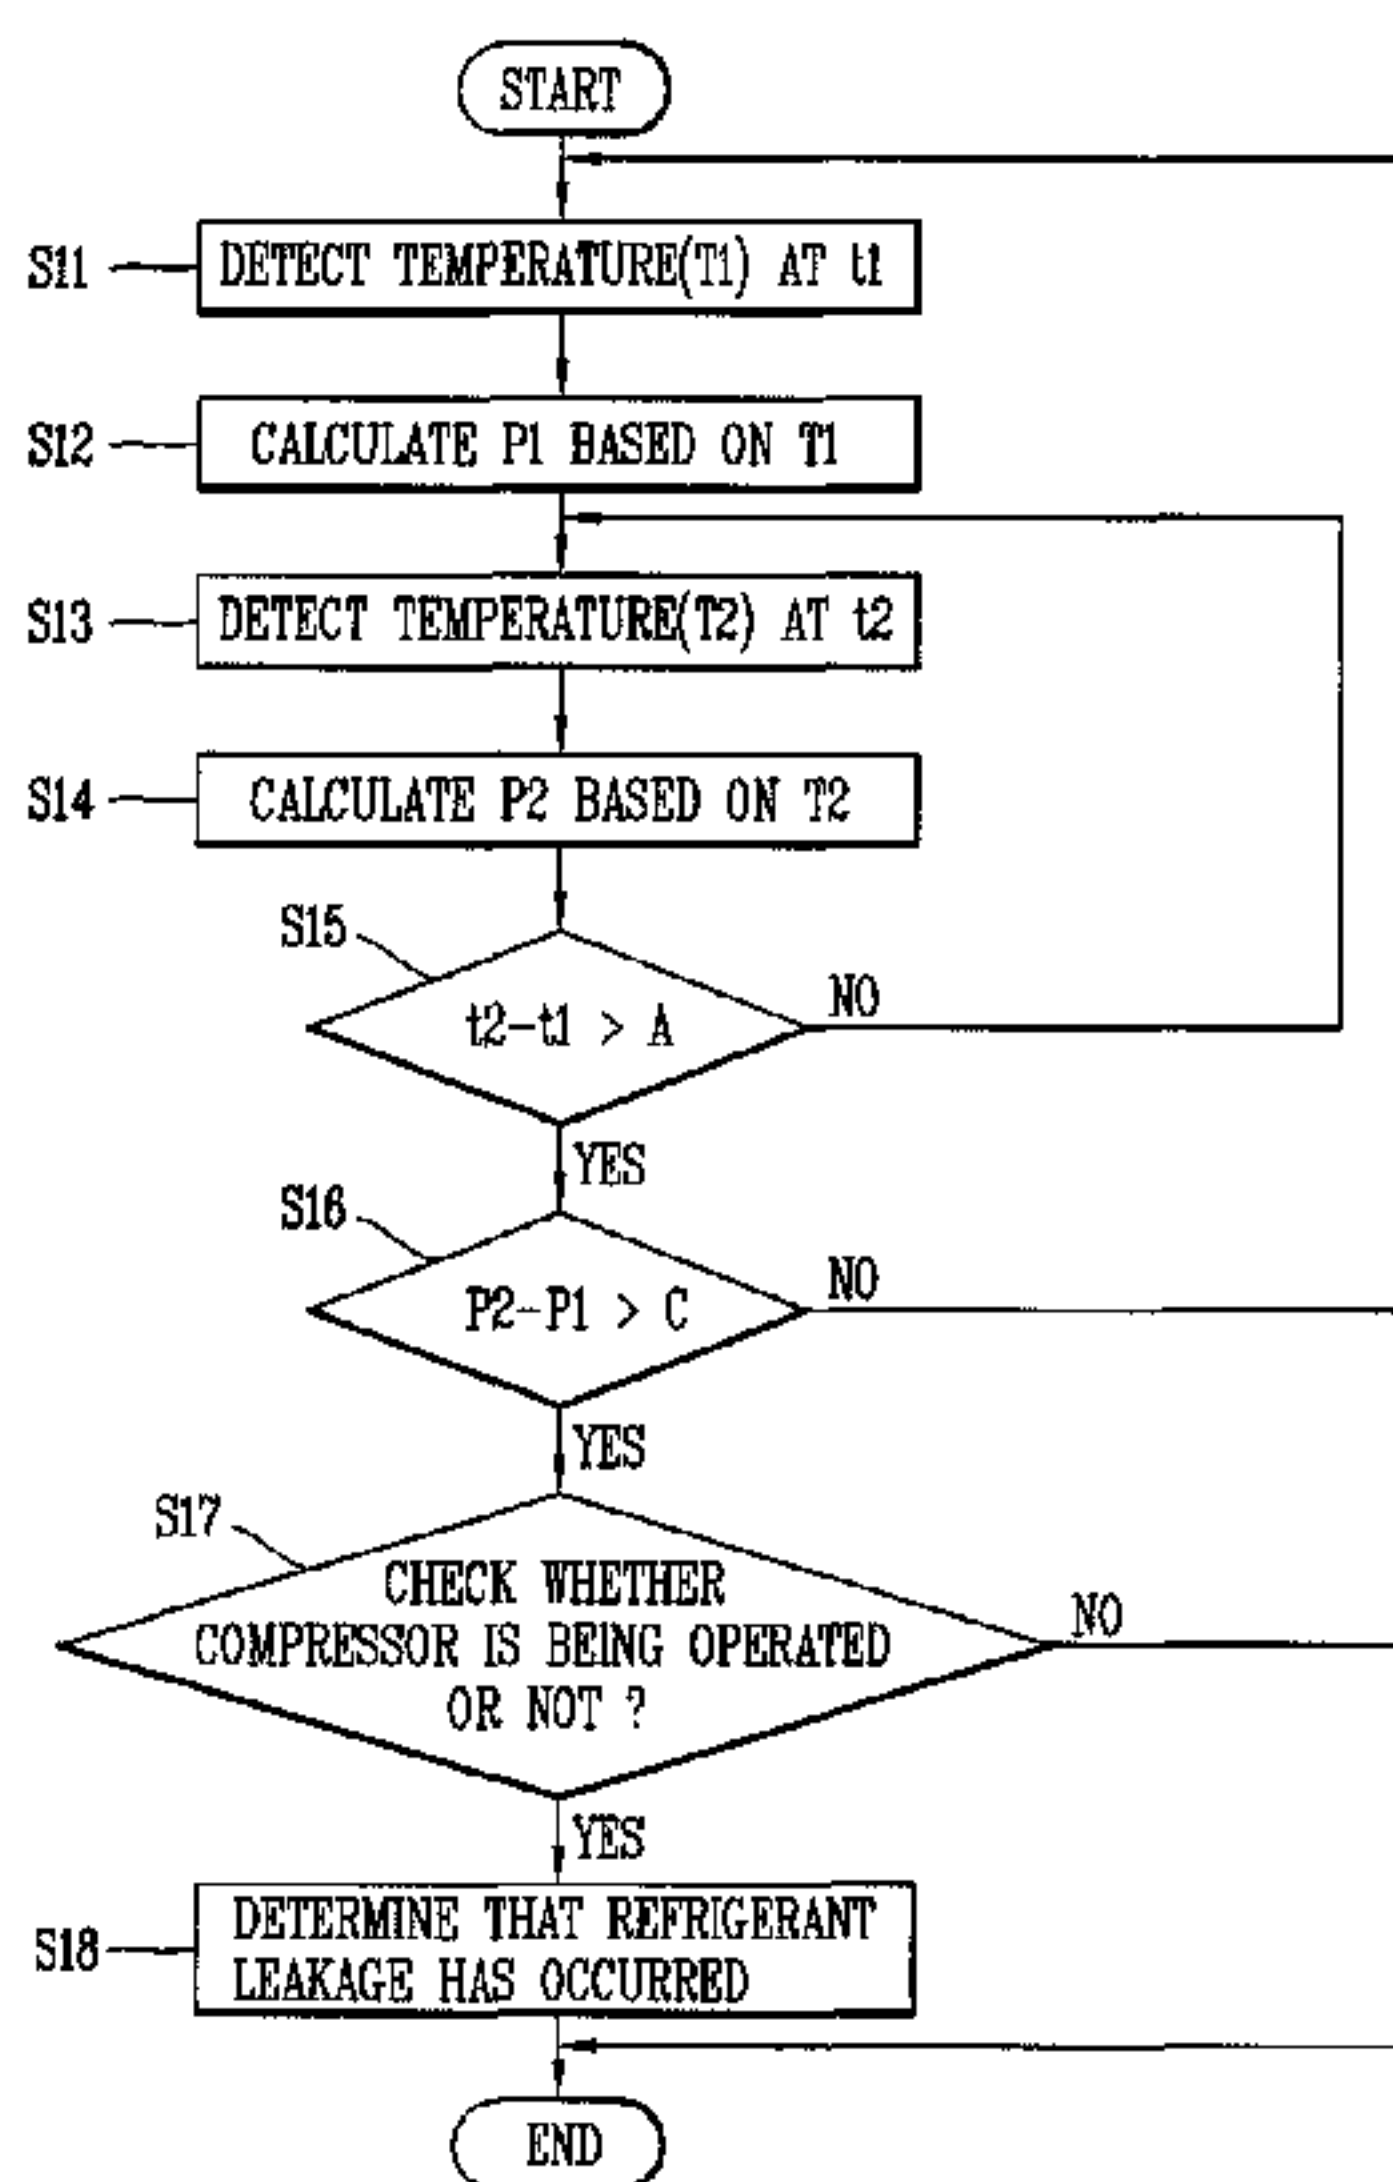 START
S11
DETECT TEMPERATURE(T1) AT t1
S12
CALCULATE P1 BASED ON T1
S13
DETECT TEMPERATURE(T2) AT t2
S14
CALCULATE P2 BASED ON T2
S15
t2-t1 > A
NO
YES
S16
P2-P1 > C
NO
YES
S17
CHECK WHETHER
COMPRESSOR IS BEING OPERATED
OR NOT ?
NO
YES
S18
DETERMINE THAT REFRIGERANT
LEAKAGE HAS OCCURRED
END